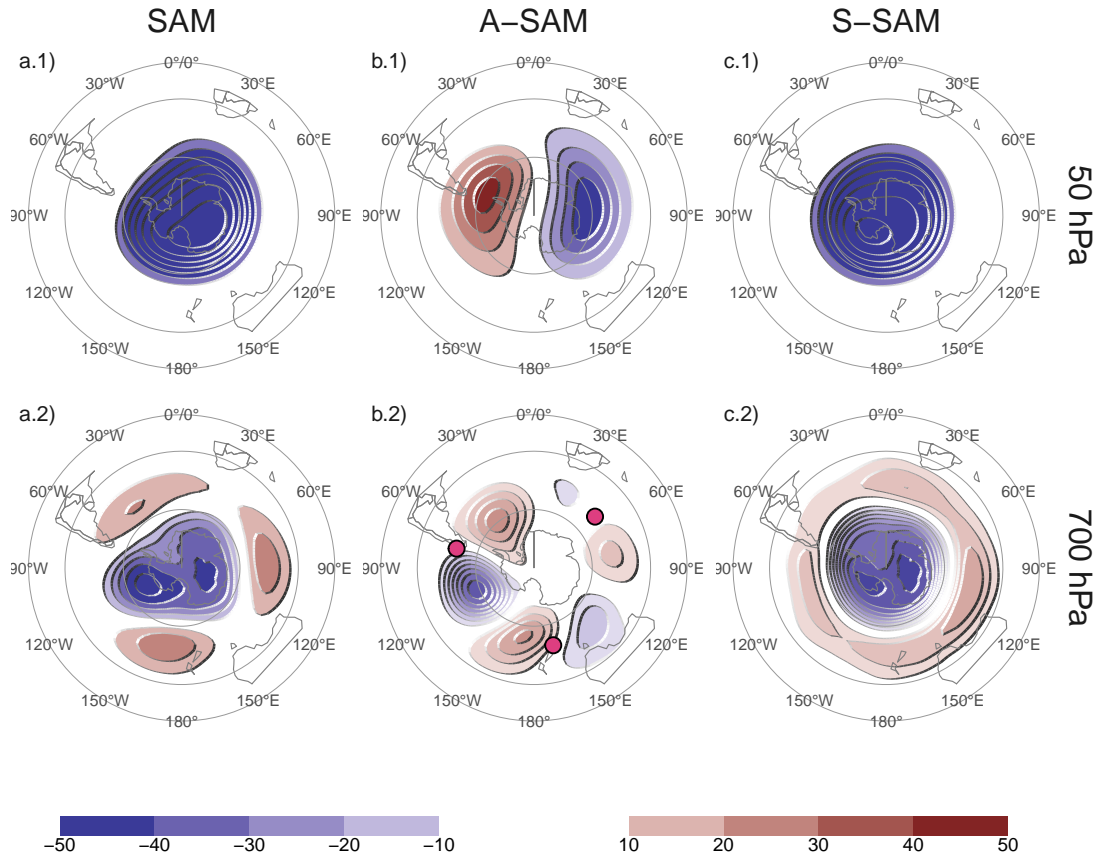 SAM A−SAM S−SAM
a.1) b.1) c.1)
0°/0° 0°/0° 0°/0°
30°W 30°E 30°W 30°E 30°W 30°E
60°W 60°E 60°W 60°E 60°W 60°E
90°W 90°E 90°W 90°E 90°W 90°E
120°W 120°E 120°W 120°E 120°W 120°E
150°W 150°E 150°W 150°E 150°W 150°E
180° 180° 180°
50 hPa
a.2) b.2) c.2)
0°/0° 0°/0° 0°/0°
30°W 30°E 30°W 30°E 30°W 30°E
60°W 60°E 60°W 60°E 60°W 60°E
90°W 90°E 90°W 90°E 90°W 90°E
120°W 120°E 120°W 120°E 120°W 120°E
150°W 150°E 150°W 150°E 150°W 150°E
180° 180° 180°
700 hPa
−50 −40 −30 −20 −10 10 20 30 40 50